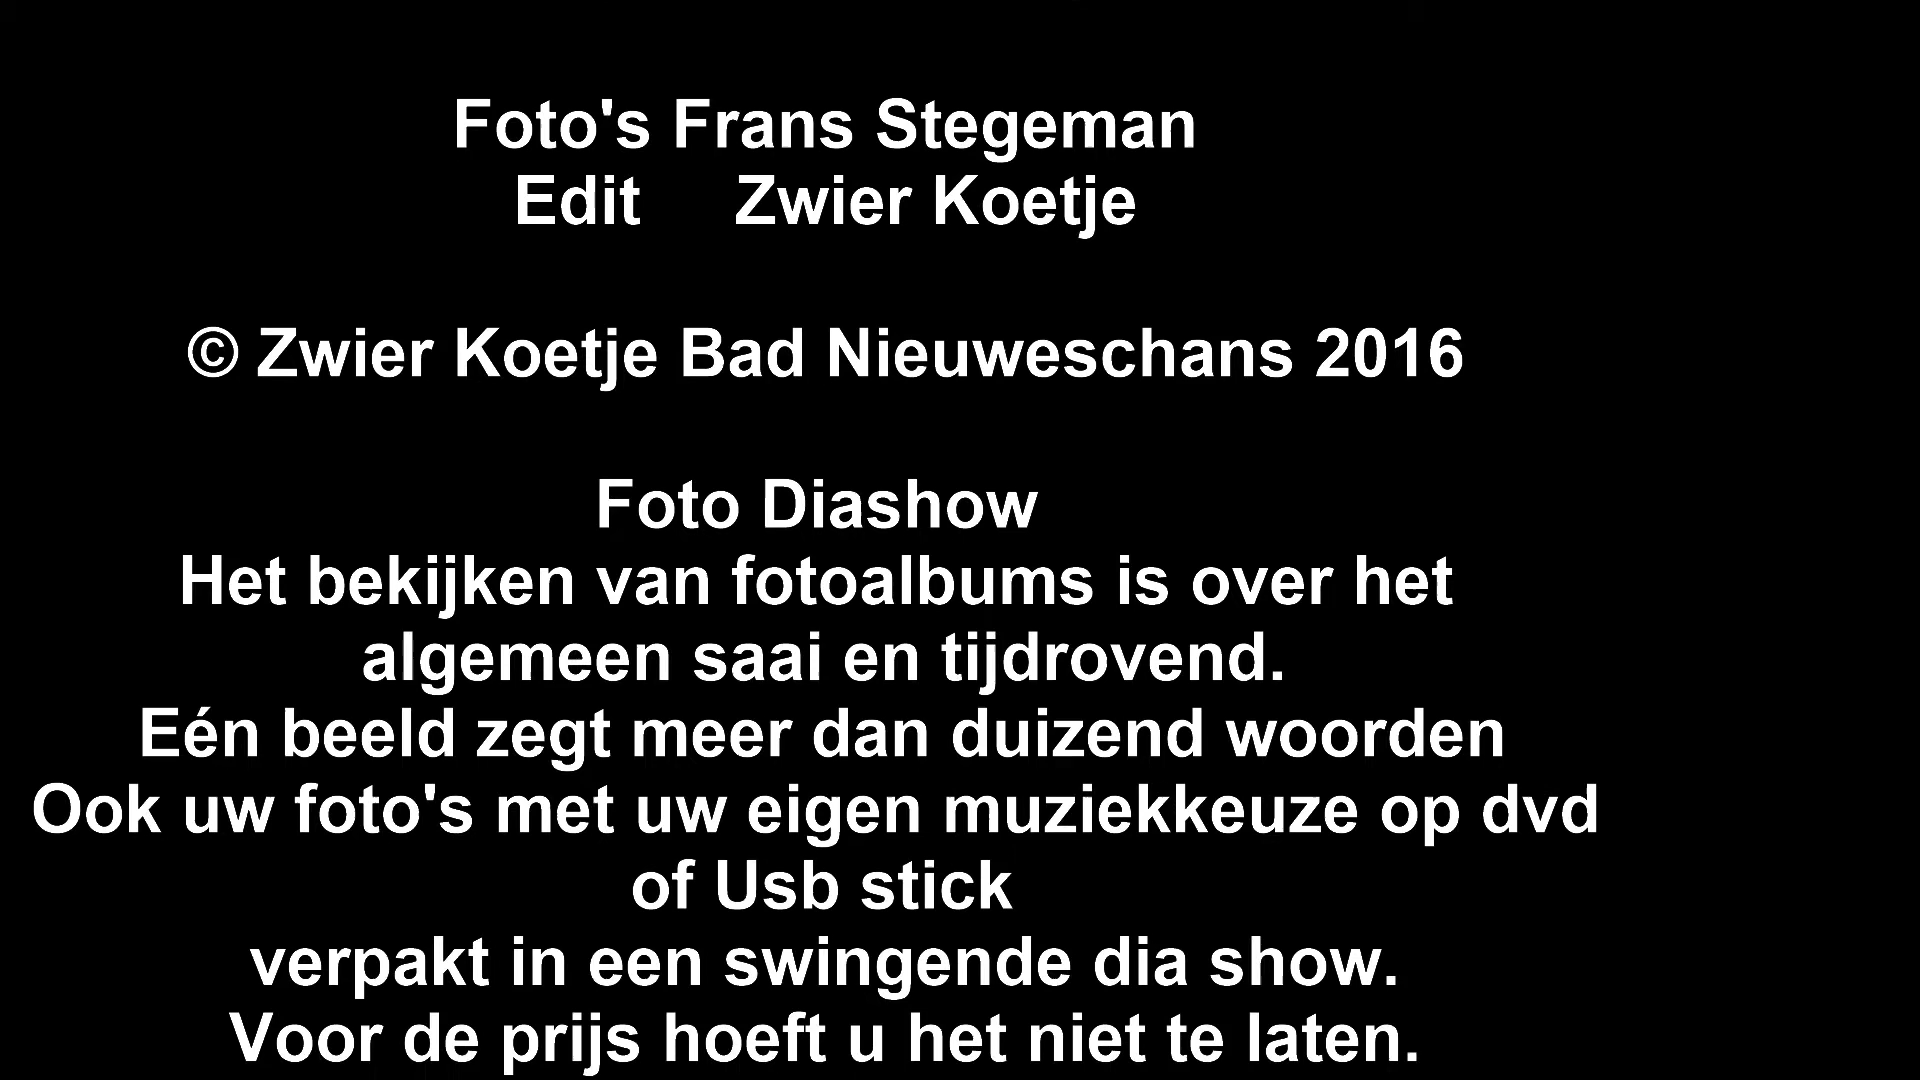 Foto's Frans Stegeman
Edit Zwier Koetje
© Zwier Koetje Bad Nieuweschans 2016
Foto Diashow
Het bekijken van fotoalbums is over het
algemeen saai en tijdrovend.
Eén beeld zegt meer dan duizend woorden
Ook uw foto's met uw eigen muziekkeuze op dvd
of Usb stick
verpakt in een swingende dia show.
Voor de prijs hoeft u het niet te laten.